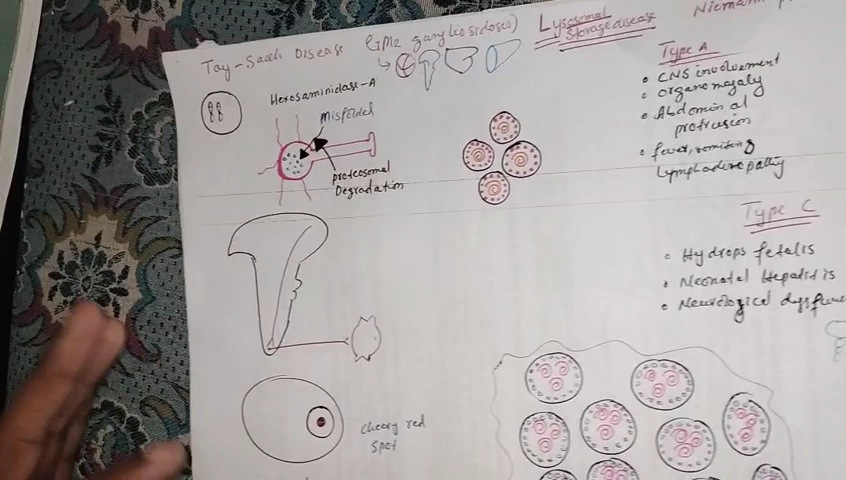 Tay-Sach Disease (GM2 gangliosidosis)
Hexosaminidase-A
Misfolded
proteosomal
Degradation
cherry red
spot
Lysosomal
storage disease
Niemann
Type A
• CNS involvement
• organomegaly
• Abdominal
protrusion
• fever, vomiting
Lymphadenopathy
Type C
• Hydrops fetalis
• Neonatal Hepatitis
• Neurological dysfunc